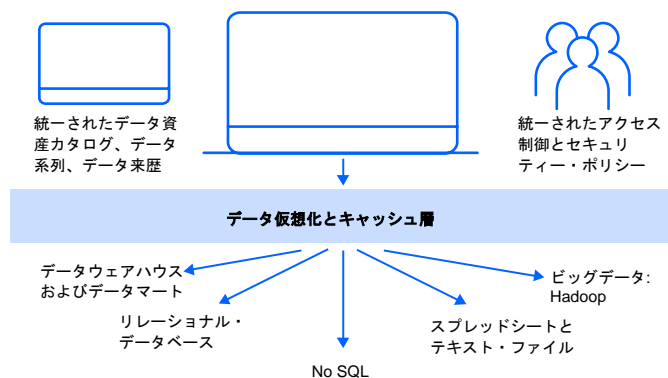 統一されたデータ資
産カタログ、データ
系列、データ来歴
統一されたアクセス
制御とセキュリ
ティー・ポリシー
データ仮想化とキャッシュ層
データウェアハウス
およびデータマート
リレーショナル・
データベース
No SQL
スプレッドシートと
テキスト・ファイル
ビッグデータ:
Hadoop